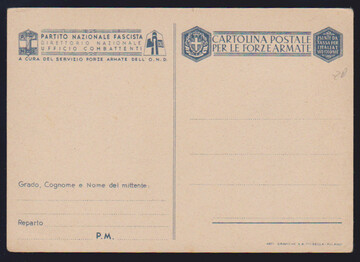 PARTITO NAZIONALE FASCISTA
DIRETTORIO NAZIONALE
UFFICIO COMBATTENTI
A CURA DEL SERVIZIO FORZE ARMATE DELL'O.N.D.
CARTOLINA POSTALE
PER LE FORZE ARMATE
Grado, Cognome e Nome del mittente
Reparto
P. M.